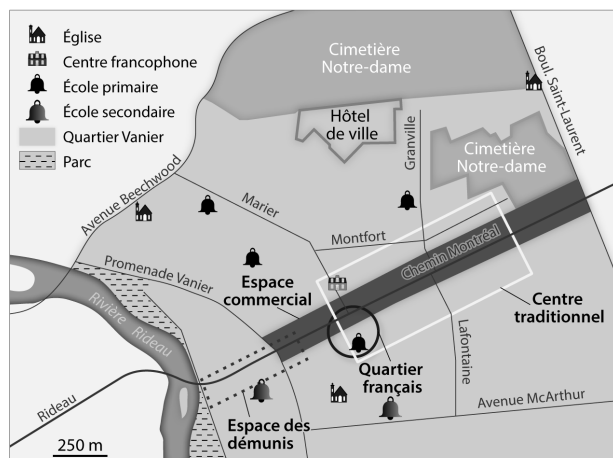 Église
Centre francophone
École primaire
École secondaire
Quartier Vanier
Parc
Cimetière
Notre-dame
Boul. Saint-Laurent
Hôtel
de ville
Granville
Cimetière
Notre-dame
Avenue Beechwood
Marier
Montfort
Chemin Montréal
Promenade Vanier
Espace
commercial
Centre
traditionnel
Rivière Rideau
Lafontaine
Quartier
français
Avenue McArthur
Rideau
Espace des
démunis
250 m